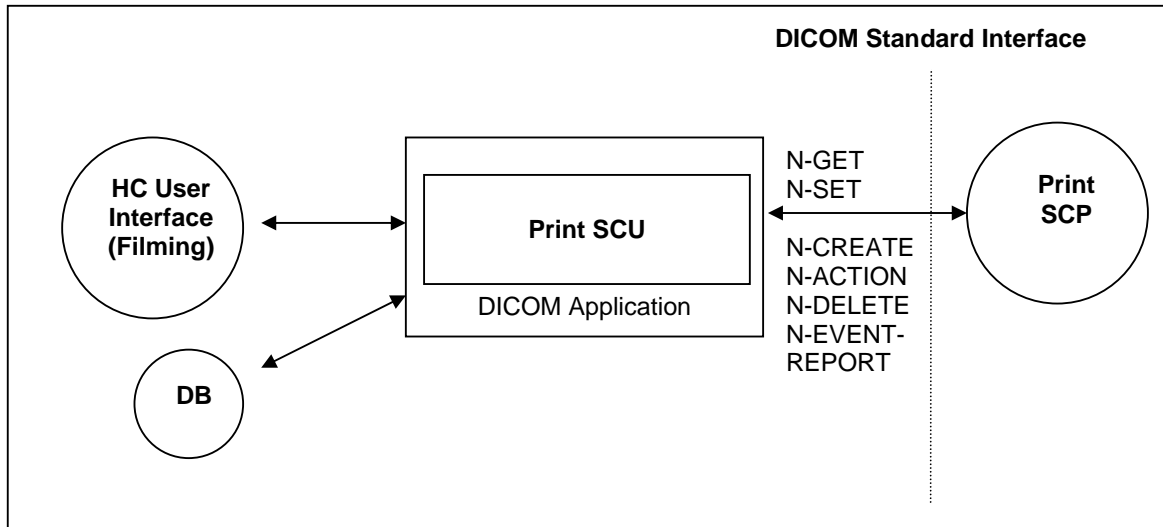 DICOM Standard Interface
HC User
Interface
(Filming)
DB
Print SCU
DICOM Application
N-GET
N-SET
N-CREATE
N-ACTION
N-DELETE
N-EVENT-
REPORT
Print
SCP